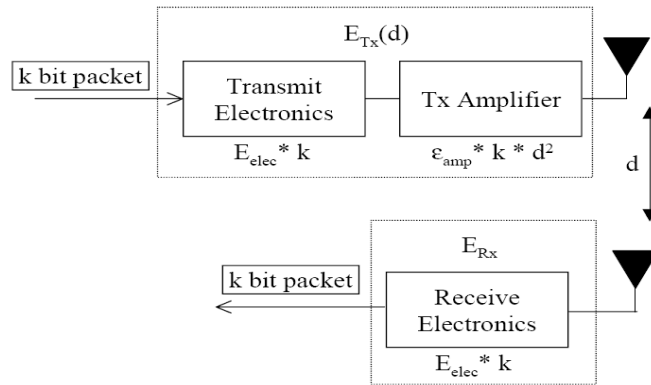 E_Tx(d)
k bit packet
Transmit
Electronics
Tx Amplifier
E_elec* k
ε_amp* k * d²
d
E_Rx
k bit packet
Receive
Electronics
E_elec* k